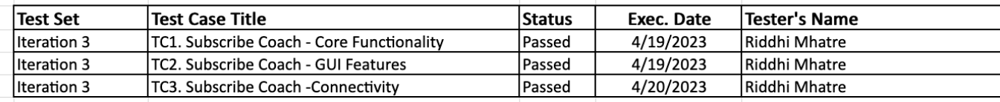 Test Set Test Case Title Status Exec. Date Tester's Name
Iteration 3 TC1. Subscribe Coach - Core Functionality Passed 4/19/2023 Riddhi Mhatre
Iteration 3 TC2. Subscribe Coach - GUI Features Passed 4/19/2023 Riddhi Mhatre
Iteration 3 TC3. Subscribe Coach -Connectivity Passed 4/20/2023 Riddhi Mhatre